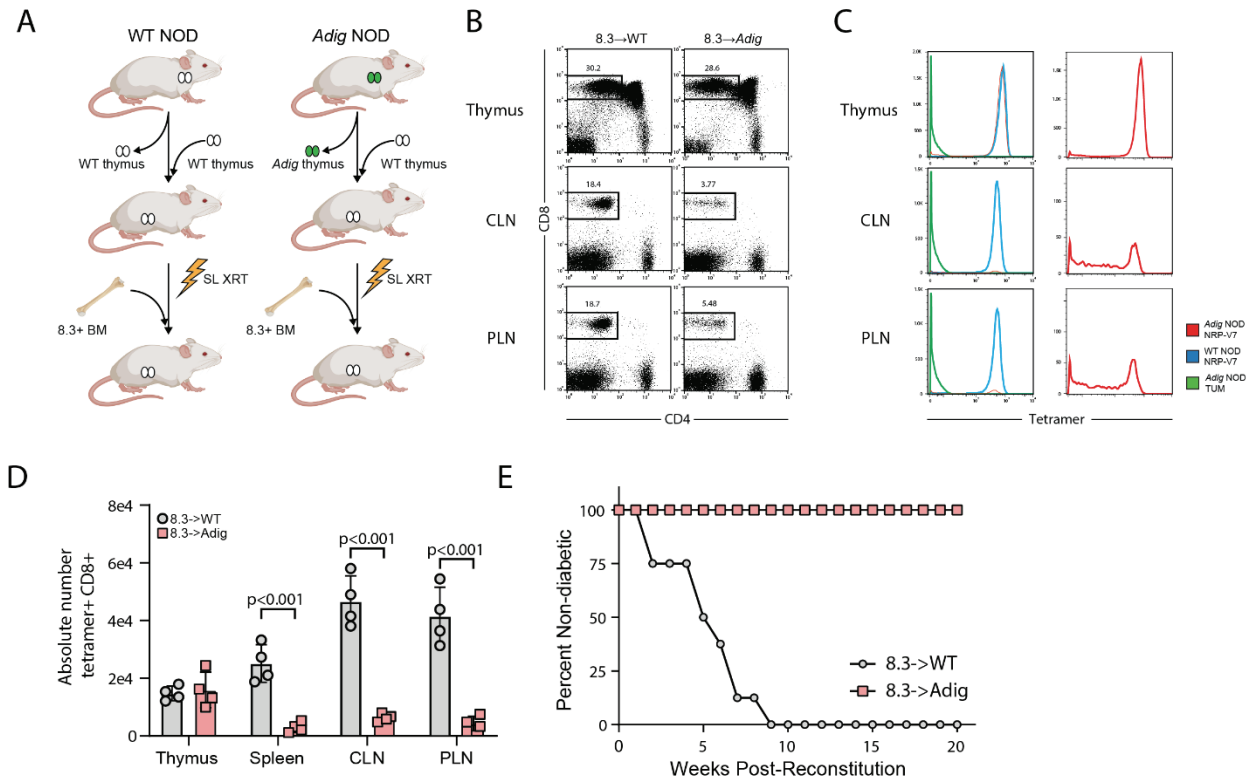 A
WT NOD
Adig NOD
WT thymus
WT thymus
Adig thymus
WT thymus
SL XRT
SL XRT
8.3+ BM
8.3+ BM
B
8.3→WT
8.3→Adig
Thymus
30.2
28.6
CLN
18.4
3.77
PLN
18.7
5.48
CD8
CD4
C
Thymus
CLN
PLN
Tetramer
Adig NOD
NRP-V7
WT NOD
NRP-V7
Adig NOD
TUM
D
Absolute number
tetramer+ CD8+
8e4
6e4
4e4
2e4
0
8.3->WT
8.3->Adig
p<0.001
p<0.001
p<0.001
Thymus
Spleen
CLN
PLN
E
Percent Non-diabetic
100
75
50
25
0
8.3->WT
8.3->Adig
0
5
10
15
20
Weeks Post-Reconstitution